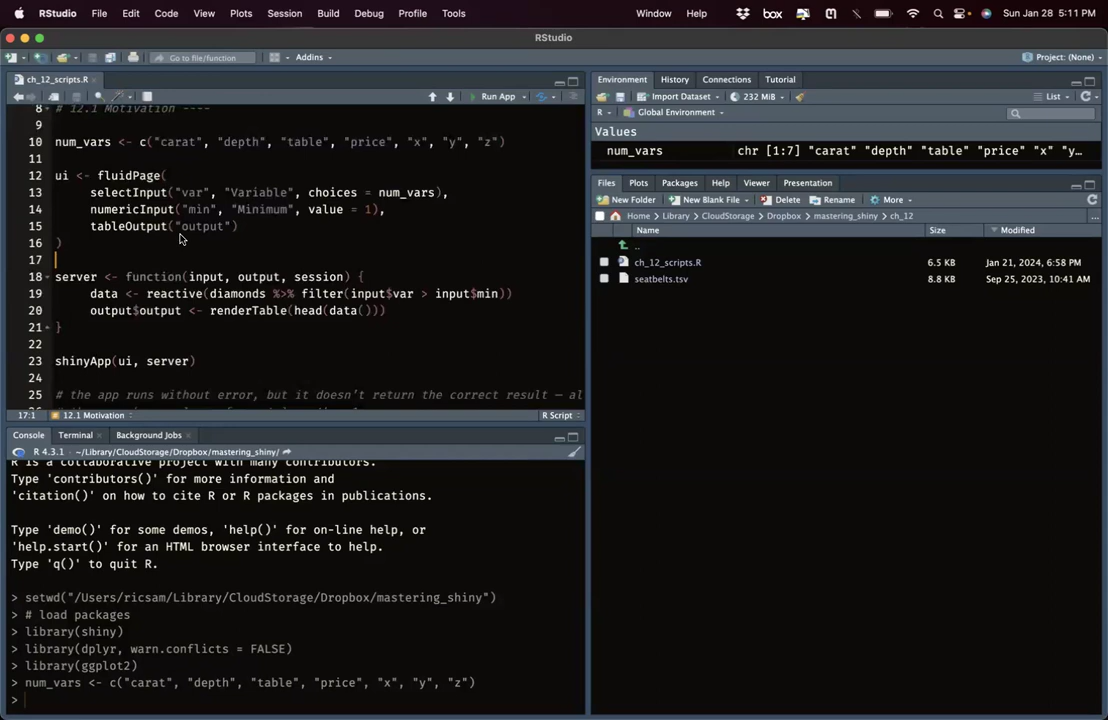 RStudio File Edit Code View Plots Session Build Debug Profile Tools Window Help box Sun Jan 28 5:11 PM
RStudio
Go to file/function Addins Project: (None)
ch_12_scripts.R
Run App
8 # 12.1 Motivation ----
9
10 num_vars <- c("carat", "depth", "table", "price", "x", "y", "z")
11
12 ui <- fluidPage(
13 selectInput("var", "Variable", choices = num_vars),
14 numericInput("min", "Minimum", value = 1),
15 tableOutput("output")
16 )
17
18 server <- function(input, output, session) {
19 data <- reactive(diamonds %>% filter(input$var > input$min))
20 output$output <- renderTable(head(data()))
21 }
22
23 shinyApp(ui, server)
24
25 # the app runs without error, but it doesn't return the correct result — al
17:1 12.1 Motivation R Script
Console Terminal Background Jobs
R 4.3.1 · ~/Library/CloudStorage/Dropbox/mastering_shiny/
R is a collaborative project with many contributors.
Type 'contributors()' for more information and
'citation()' on how to cite R or R packages in publications.
Type 'demo()' for some demos, 'help()' for on-line help, or
'help.start()' for an HTML browser interface to help.
Type 'q()' to quit R.
> setwd("/Users/ricsam/Library/CloudStorage/Dropbox/mastering_shiny")
> # load packages
> library(shiny)
> library(dplyr, warn.conflicts = FALSE)
> library(ggplot2)
> num_vars <- c("carat", "depth", "table", "price", "x", "y", "z")
>
Environment History Connections Tutorial
Import Dataset 232 MiB List
R Global Environment
Values
num_vars chr [1:7] "carat" "depth" "table" "price" "x" "y…
Files Plots Packages Help Viewer Presentation
New Folder New Blank File Delete Rename More
Home Library CloudStorage Dropbox mastering_shiny ch_12 ...
Name Size Modified
..
ch_12_scripts.R 6.5 KB Jan 21, 2024, 6:58 PM
seatbelts.tsv 8.8 KB Sep 25, 2023, 10:41 AM